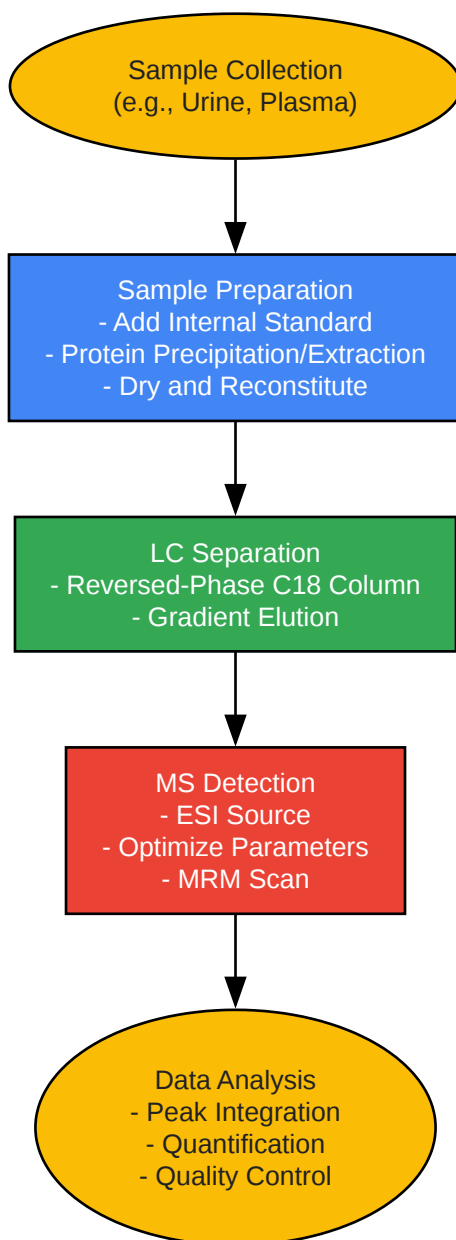 Sample Collection
(e.g., Urine, Plasma)
Sample Preparation
- Add Internal Standard
- Protein Precipitation/Extraction
- Dry and Reconstitute
LC Separation
- Reversed-Phase C18 Column
- Gradient Elution
MS Detection
- ESI Source
- Optimize Parameters
- MRM Scan
Data Analysis
- Peak Integration
- Quantification
- Quality Control